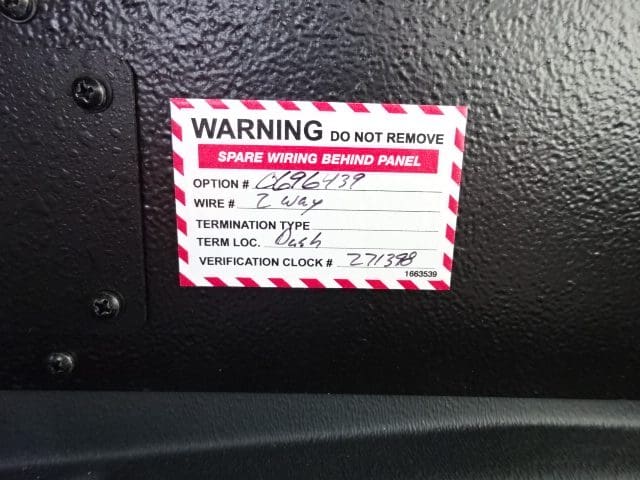 WARNING DO NOT REMOVE
SPARE WIRING BEHIND PANEL
OPTION # C696439
WIRE # 2 way
TERMINATION TYPE
TERM LOC. Dash
VERIFICATION CLOCK # 271398
1663539